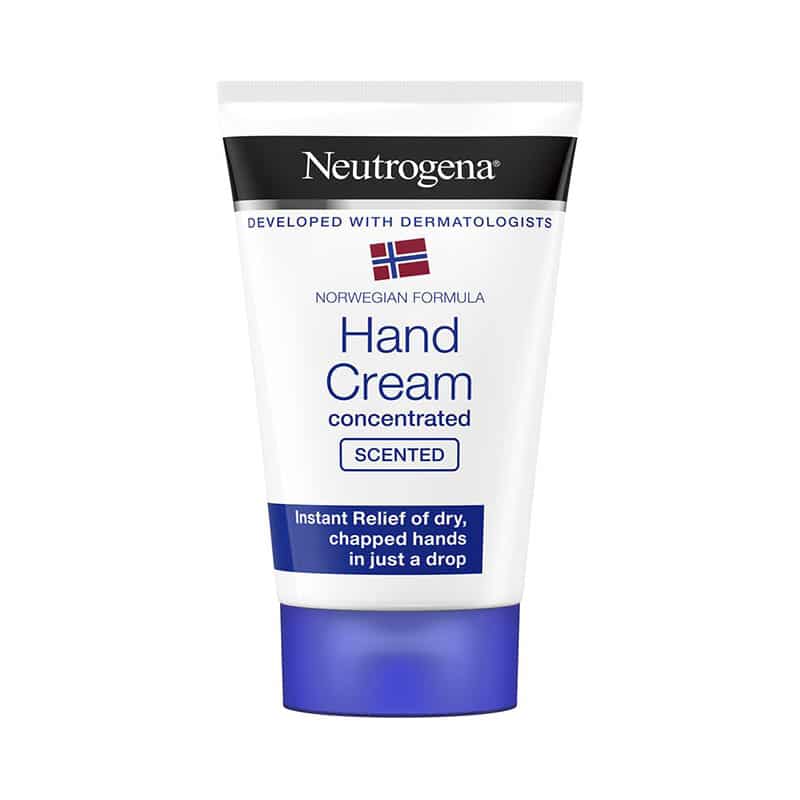 Neutrogena®
DEVELOPED WITH DERMATOLOGISTS
NORWEGIAN FORMULA
Hand
Cream
concentrated
SCENTED
Instant Relief of dry,
chapped hands
in just a drop